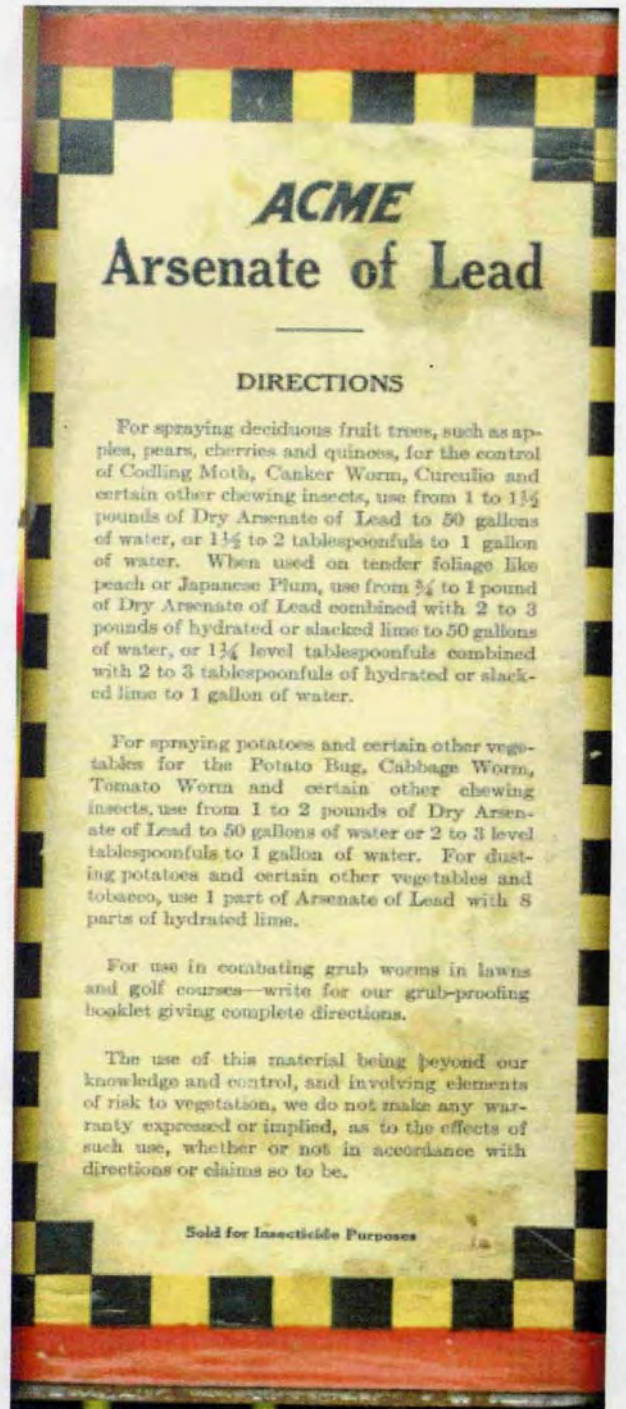 ACME
Arsenate of Lead
DIRECTIONS
For spraying deciduous fruit trees, such as ap-
ples, pears, cherries and quinces, for the control
of Codling Moth, Canker Worm, Curculio and
certain other chewing insects, use from 1 to 1½
pounds of Dry Arsenate of Lead to 50 gallons
of water, or 1½ to 2 tablespoonfuls to 1 gallon
of water. When used on tender foliage like
peach or Japanese Plum, use from ¾ to 1 pound
of Dry Arsenate of Lead combined with 2 to 3
pounds of hydrated or slacked lime to 50 gallons
of water, or 1¾ level tablespoonfuls combined
with 2 to 3 tablespoonfuls of hydrated or slack-
ed lime to 1 gallon of water.
For spraying potatoes and certain other vege-
tables for the Potato Bug, Cabbage Worm,
Tomato Worm and certain other chewing
insects, use from 1 to 2 pounds of Dry Arsen-
ate of Lead to 50 gallons of water or 2 to 3 level
tablespoonfuls to 1 gallon of water. For dust-
ing potatoes and certain other vegetables and
tobacco, use 1 part of Arsenate of Lead with 8
parts of hydrated lime.
For use in combating grub worms in lawns
and golf courses—write for our grub-proofing
booklet giving complete directions.
The use of this material being beyond our
knowledge and control, and involving elements
of risk to vegetation, we do not make any war-
ranty expressed or implied, as to the effects of
such use, whether or not in accordance with
directions or claims so to be.
Sold for Insecticide Purposes